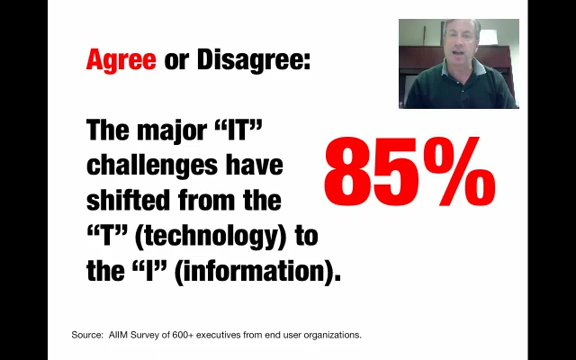 Agree or Disagree:
The major “IT”
challenges have
shifted from the
“T” (technology) to
the “I” (information).
85%
Source:  AIIM Survey of 600+ executives from end user organizations.